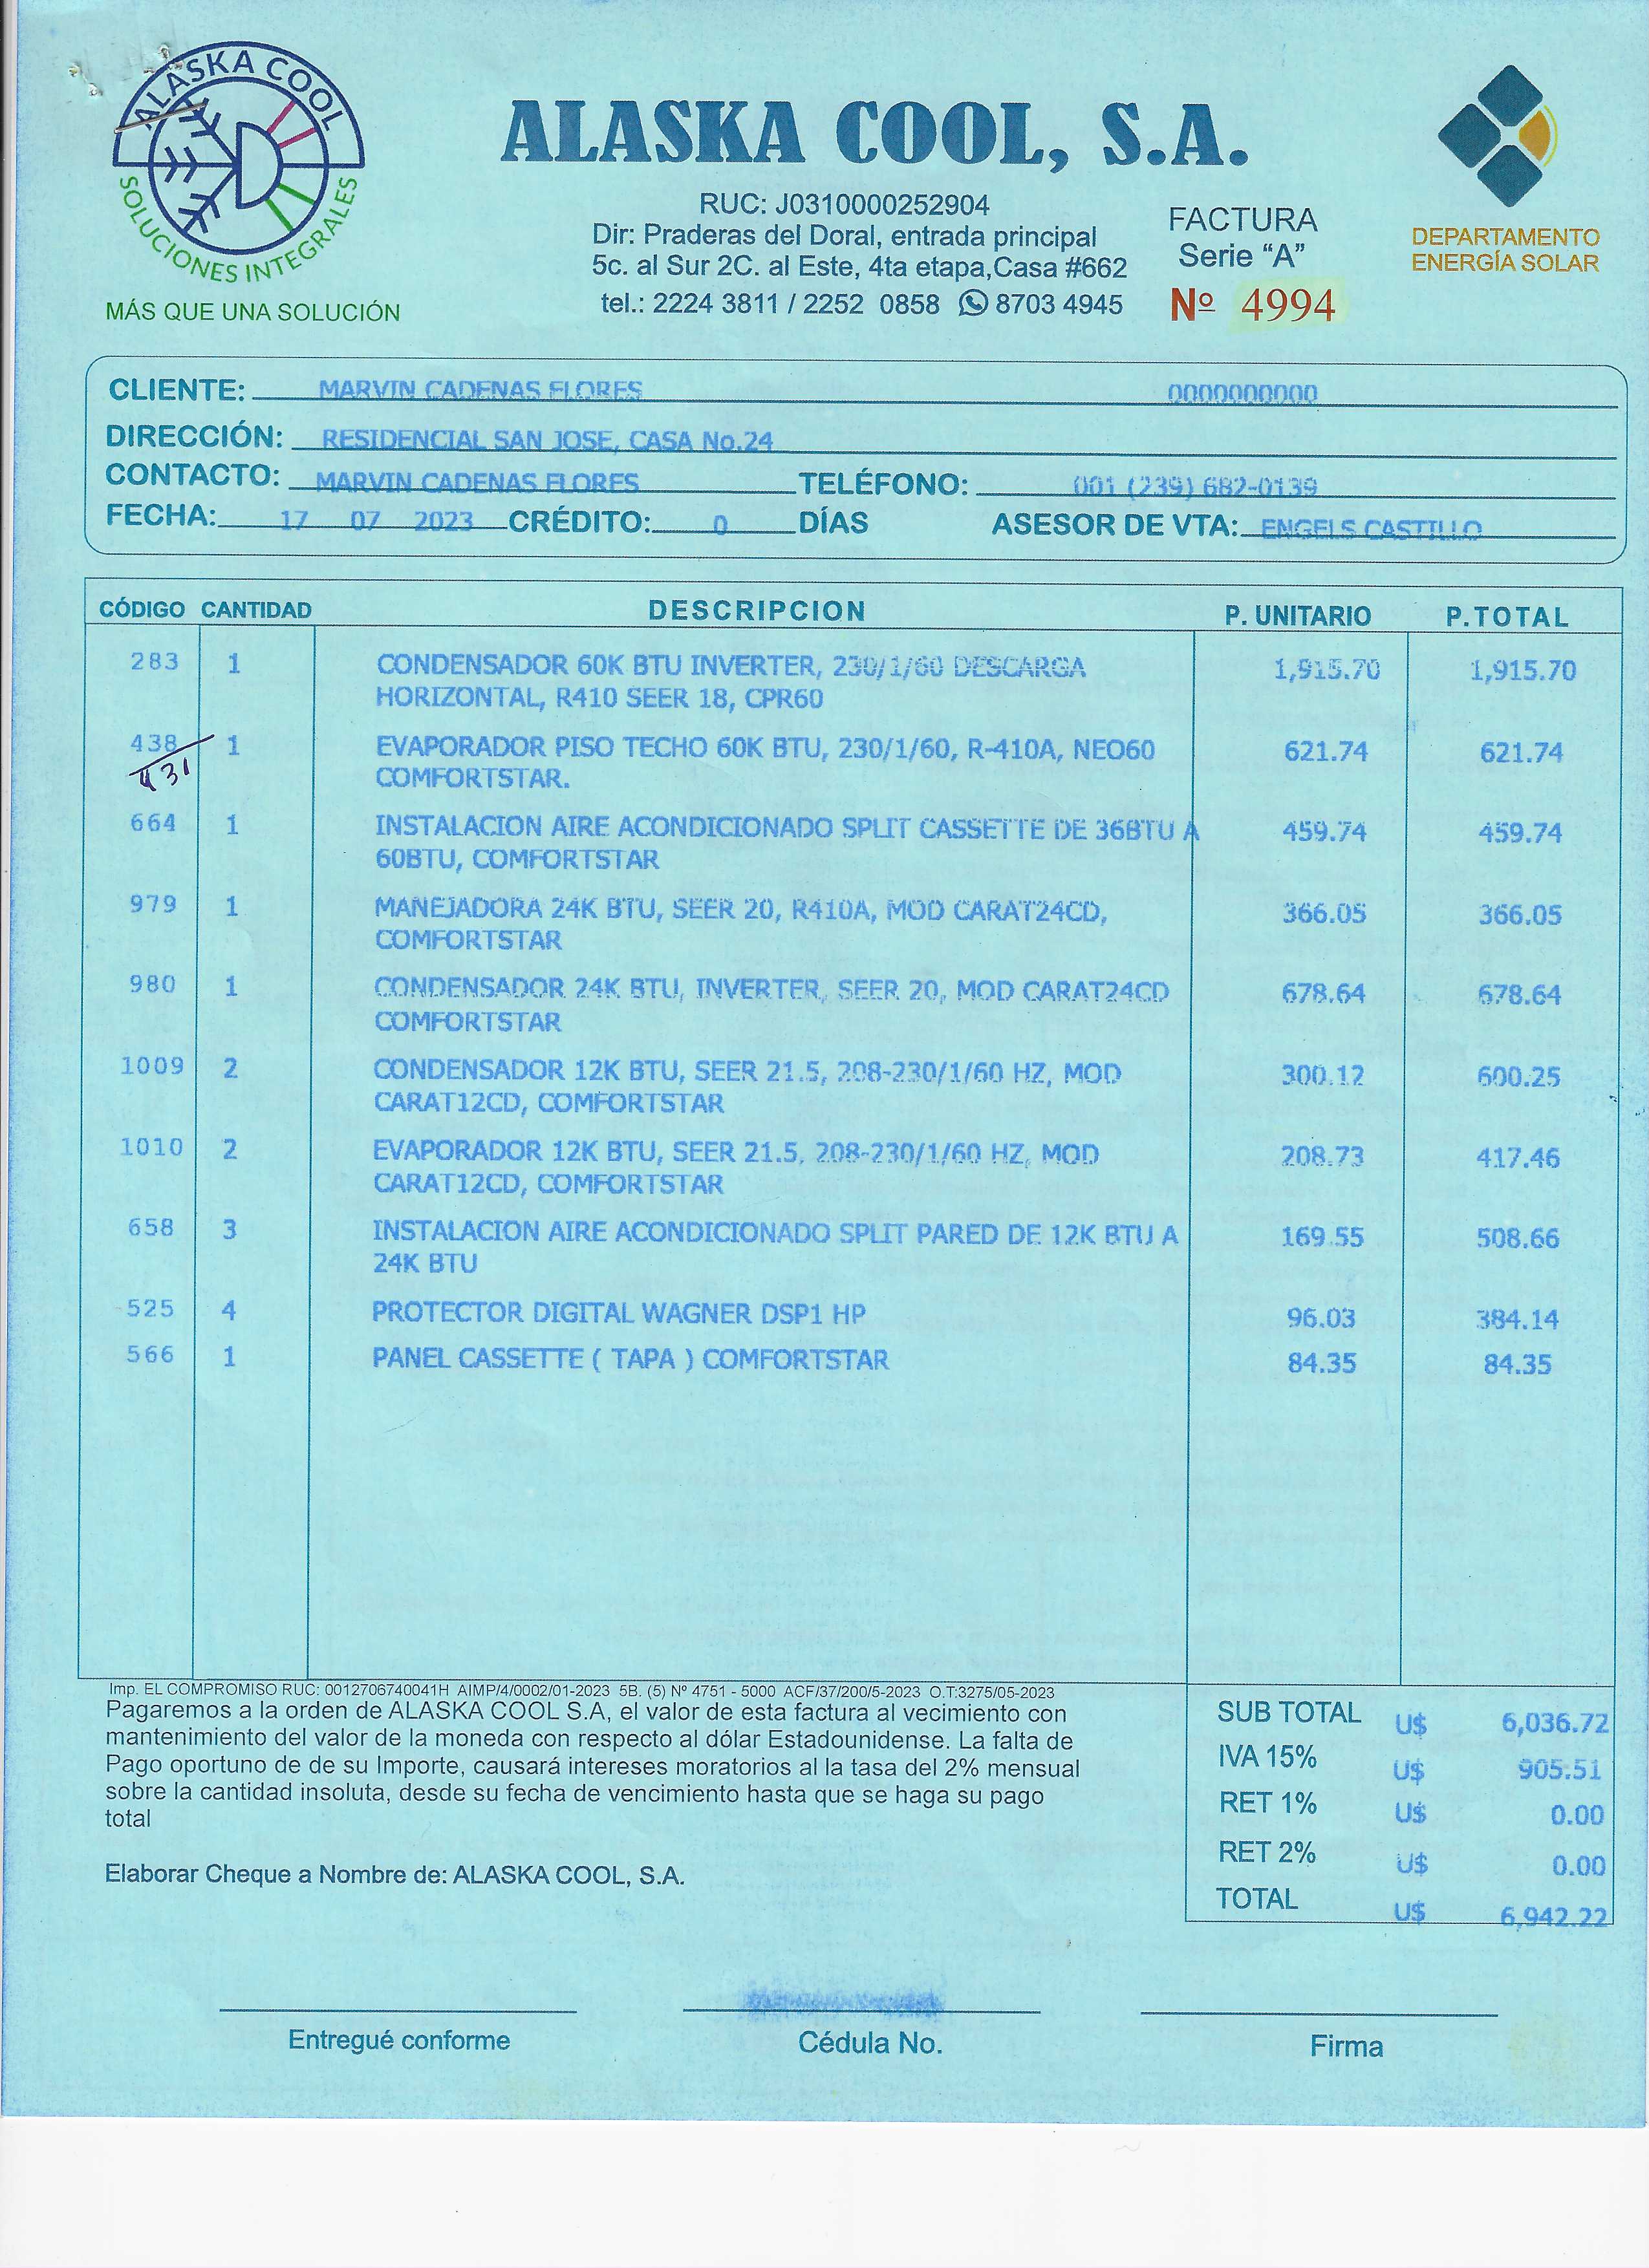 ALASKA COOL
SOLUCIONES INTEGRALES
MÁS QUE UNA SOLUCIÓN
ALASKA COOL, S.A.
RUC: J0310000252904
Dir: Praderas del Doral, entrada principal
5c. al Sur 2C. al Este, 4ta etapa,Casa #662
tel.: 2224 3811 / 2252 0858 8703 4945
FACTURA
Serie “A”
Nº 4994
DEPARTAMENTO
ENERGÍA SOLAR
CLIENTE: MARVIN CADENAS FLORES 0000000000
DIRECCIÓN: RESIDENCIAL SAN JOSE, CASA No.24
CONTACTO: MARVIN CADENAS FLORES TELÉFONO: 001 (239) 682-0139
FECHA: 17 07 2023 CRÉDITO: 0 DÍAS ASESOR DE VTA: ENGELS CASTILLO
CÓDIGO CANTIDAD DESCRIPCION P. UNITARIO P.TOTAL
283 1 CONDENSADOR 60K BTU INVERTER, 230/1/60 DESCARGA 1,915.70 1,915.70
HORIZONTAL, R410 SEER 18, CPR60
438 1 EVAPORADOR PISO TECHO 60K BTU, 230/1/60, R-410A, NEO60 621.74 621.74
431 COMFORTSTAR.
664 1 INSTALACION AIRE ACONDICIONADO SPLIT CASSETTE DE 36BTU A 459.74 459.74
60BTU, COMFORTSTAR
979 1 MANEJADORA 24K BTU, SEER 20, R410A, MOD CARAT24CD, 366.05 366.05
COMFORTSTAR
980 1 CONDENSADOR 24K BTU, INVERTER, SEER 20, MOD CARAT24CD 678.64 678.64
COMFORTSTAR
1009 2 CONDENSADOR 12K BTU, SEER 21.5, 208-230/1/60 HZ, MOD 300.12 600.25
CARAT12CD, COMFORTSTAR
1010 2 EVAPORADOR 12K BTU, SEER 21.5, 208-230/1/60 HZ, MOD 208.73 417.46
CARAT12CD, COMFORTSTAR
658 3 INSTALACION AIRE ACONDICIONADO SPLIT PARED DE 12K BTU A 169.55 508.66
24K BTU
525 4 PROTECTOR DIGITAL WAGNER DSP1 HP 96.03 384.14
566 1 PANEL CASSETTE ( TAPA ) COMFORTSTAR 84.35 84.35
Imp. EL COMPROMISO RUC: 0012706740041H AIMP/4/0002/01-2023 5B. (5) Nº 4751 - 5000 ACF/37/200/5-2023 O.T:3275/05-2023
Pagaremos a la orden de ALASKA COOL S.A, el valor de esta factura al vecimiento con
mantenimiento del valor de la moneda con respecto al dólar Estadounidense. La falta de
Pago oportuno de de su Importe, causará intereses moratorios al la tasa del 2% mensual
sobre la cantidad insoluta, desde su fecha de vencimiento hasta que se haga su pago
total
Elaborar Cheque a Nombre de: ALASKA COOL, S.A.
SUB TOTAL U$ 6,036.72
IVA 15% U$ 905.51
RET 1% U$ 0.00
RET 2% U$ 0.00
TOTAL U$ 6,942.22
Entregué conforme
Cédula No.
Firma